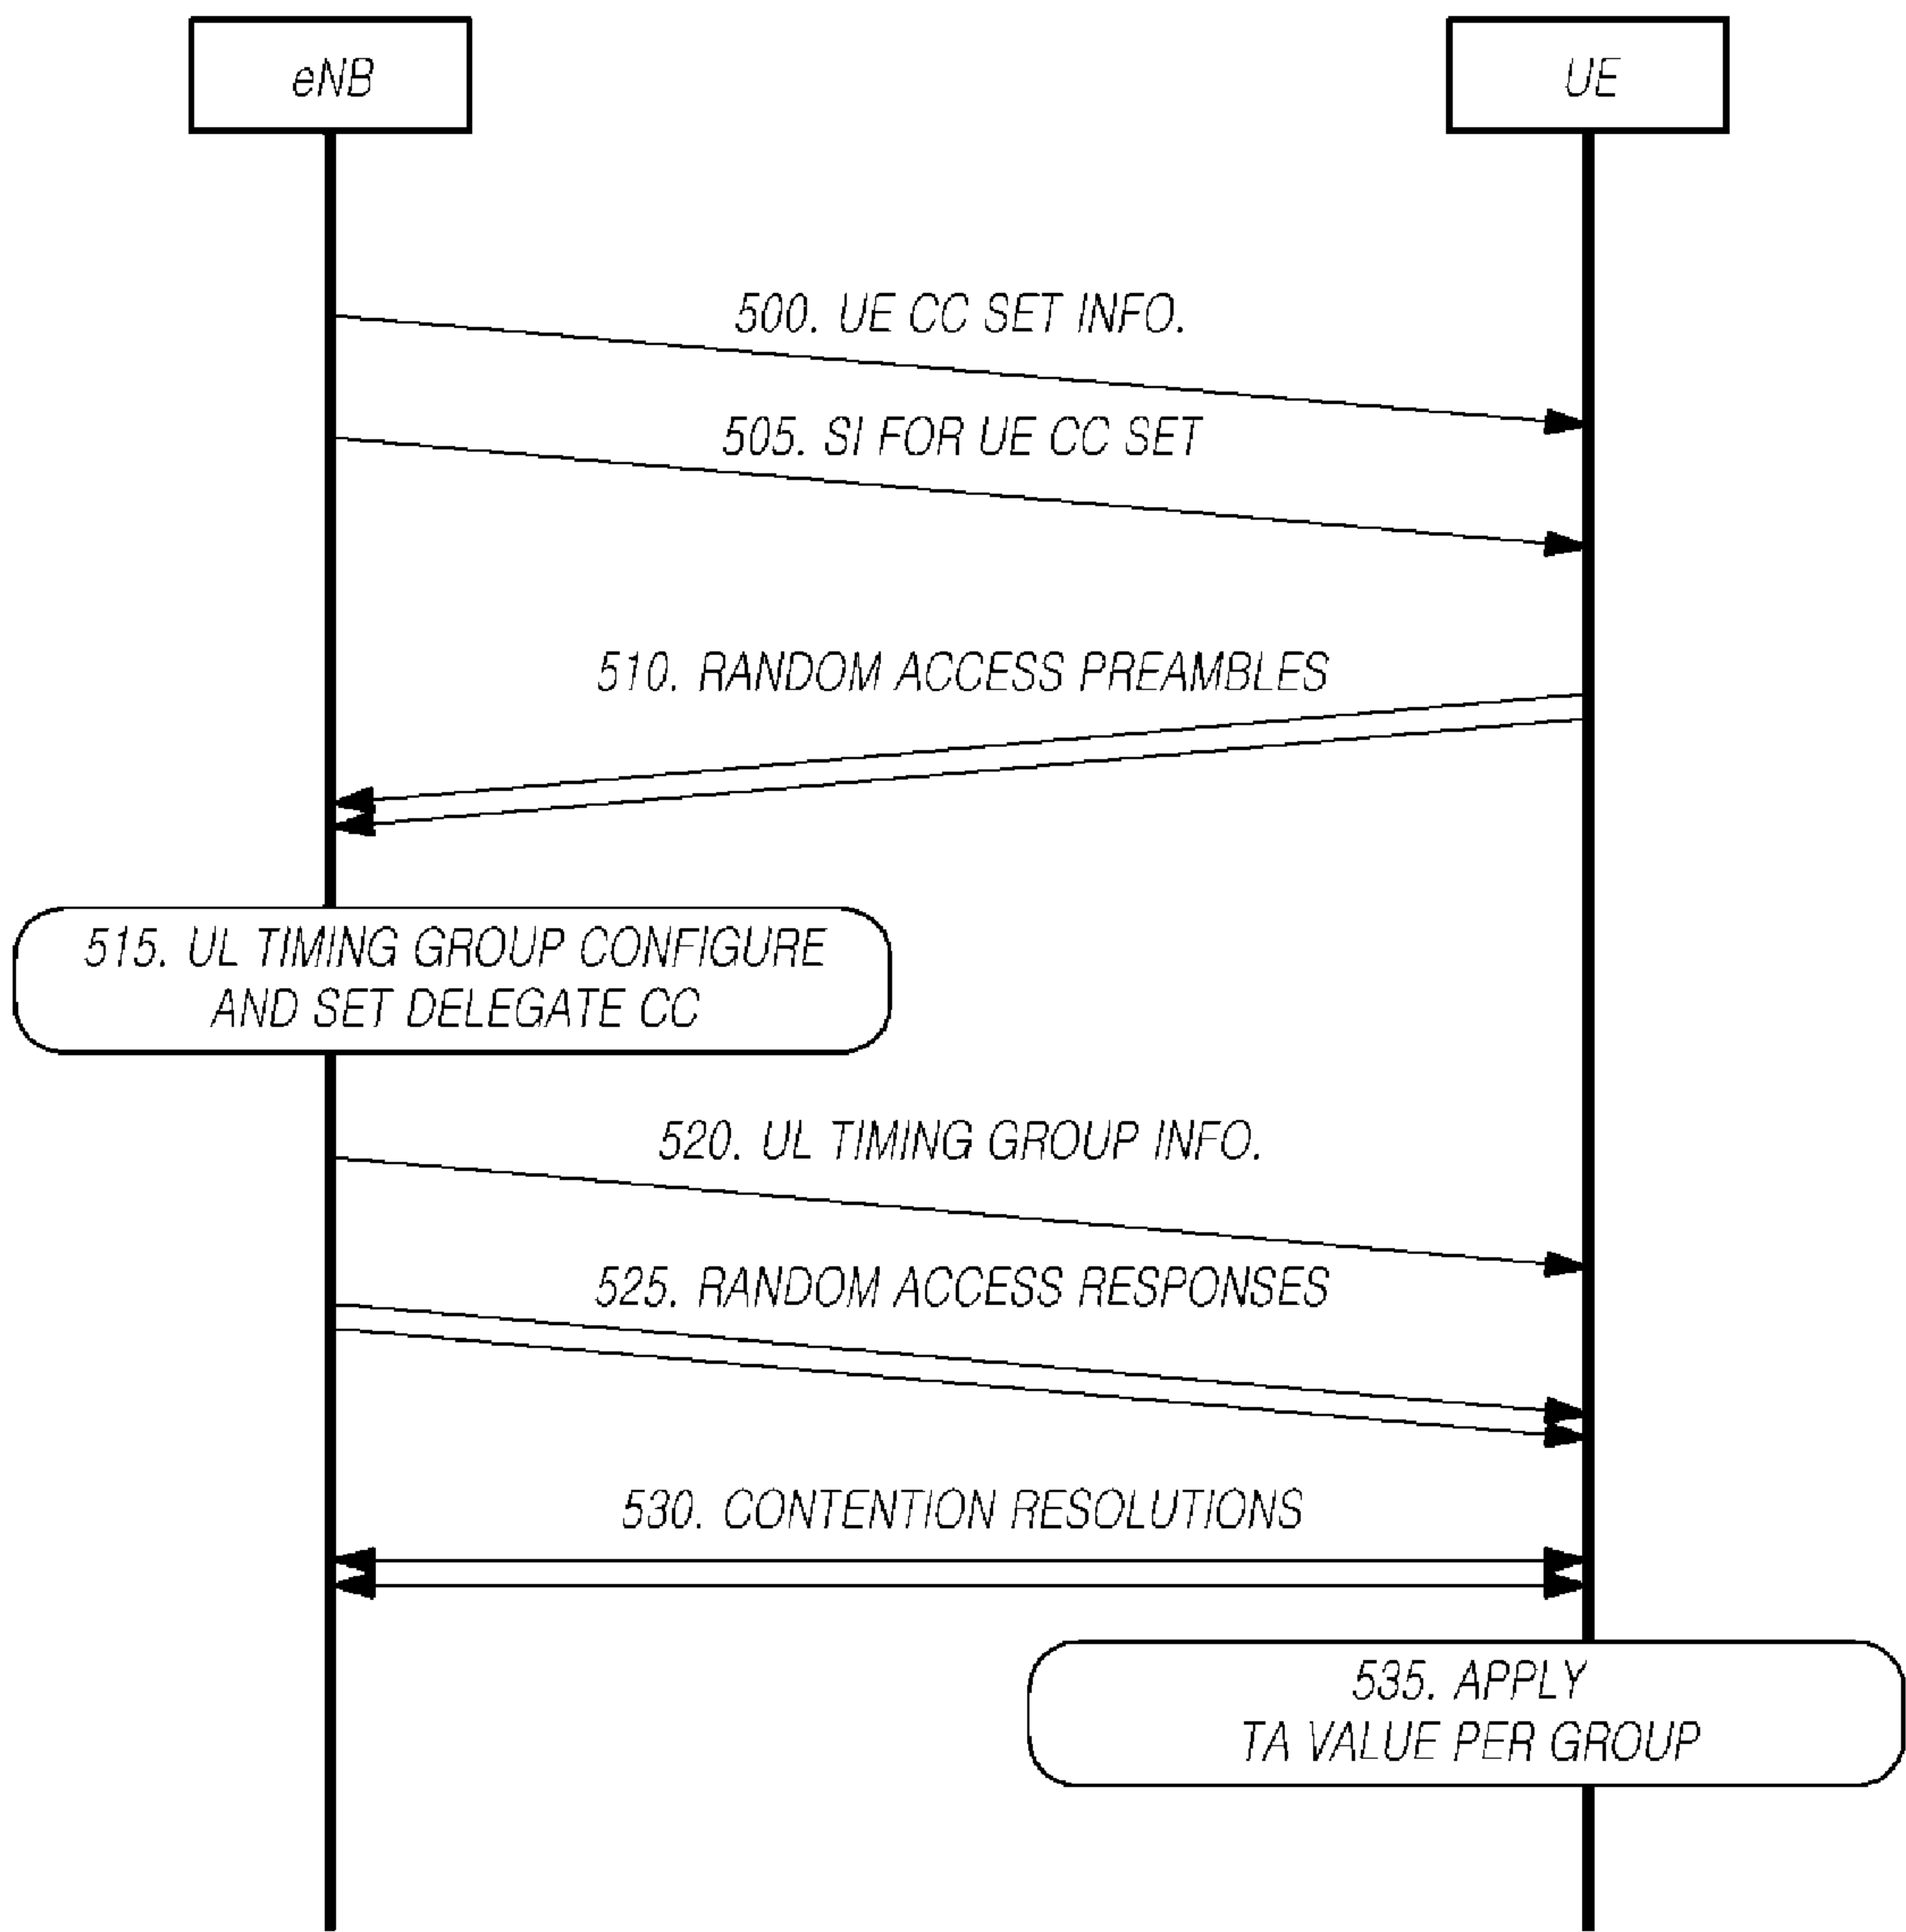 eNB
UE
500. UE CC SET INFO.
505. SI FOR UE CC SET
510. RANDOM ACCESS PREAMBLES
515. UL TIMING GROUP CONFIGURE
AND SET DELEGATE CC
520. UL TIMING GROUP INFO.
525. RANDOM ACCESS RESPONSES
530. CONTENTION RESOLUTIONS
535. APPLY
TA VALUE PER GROUP